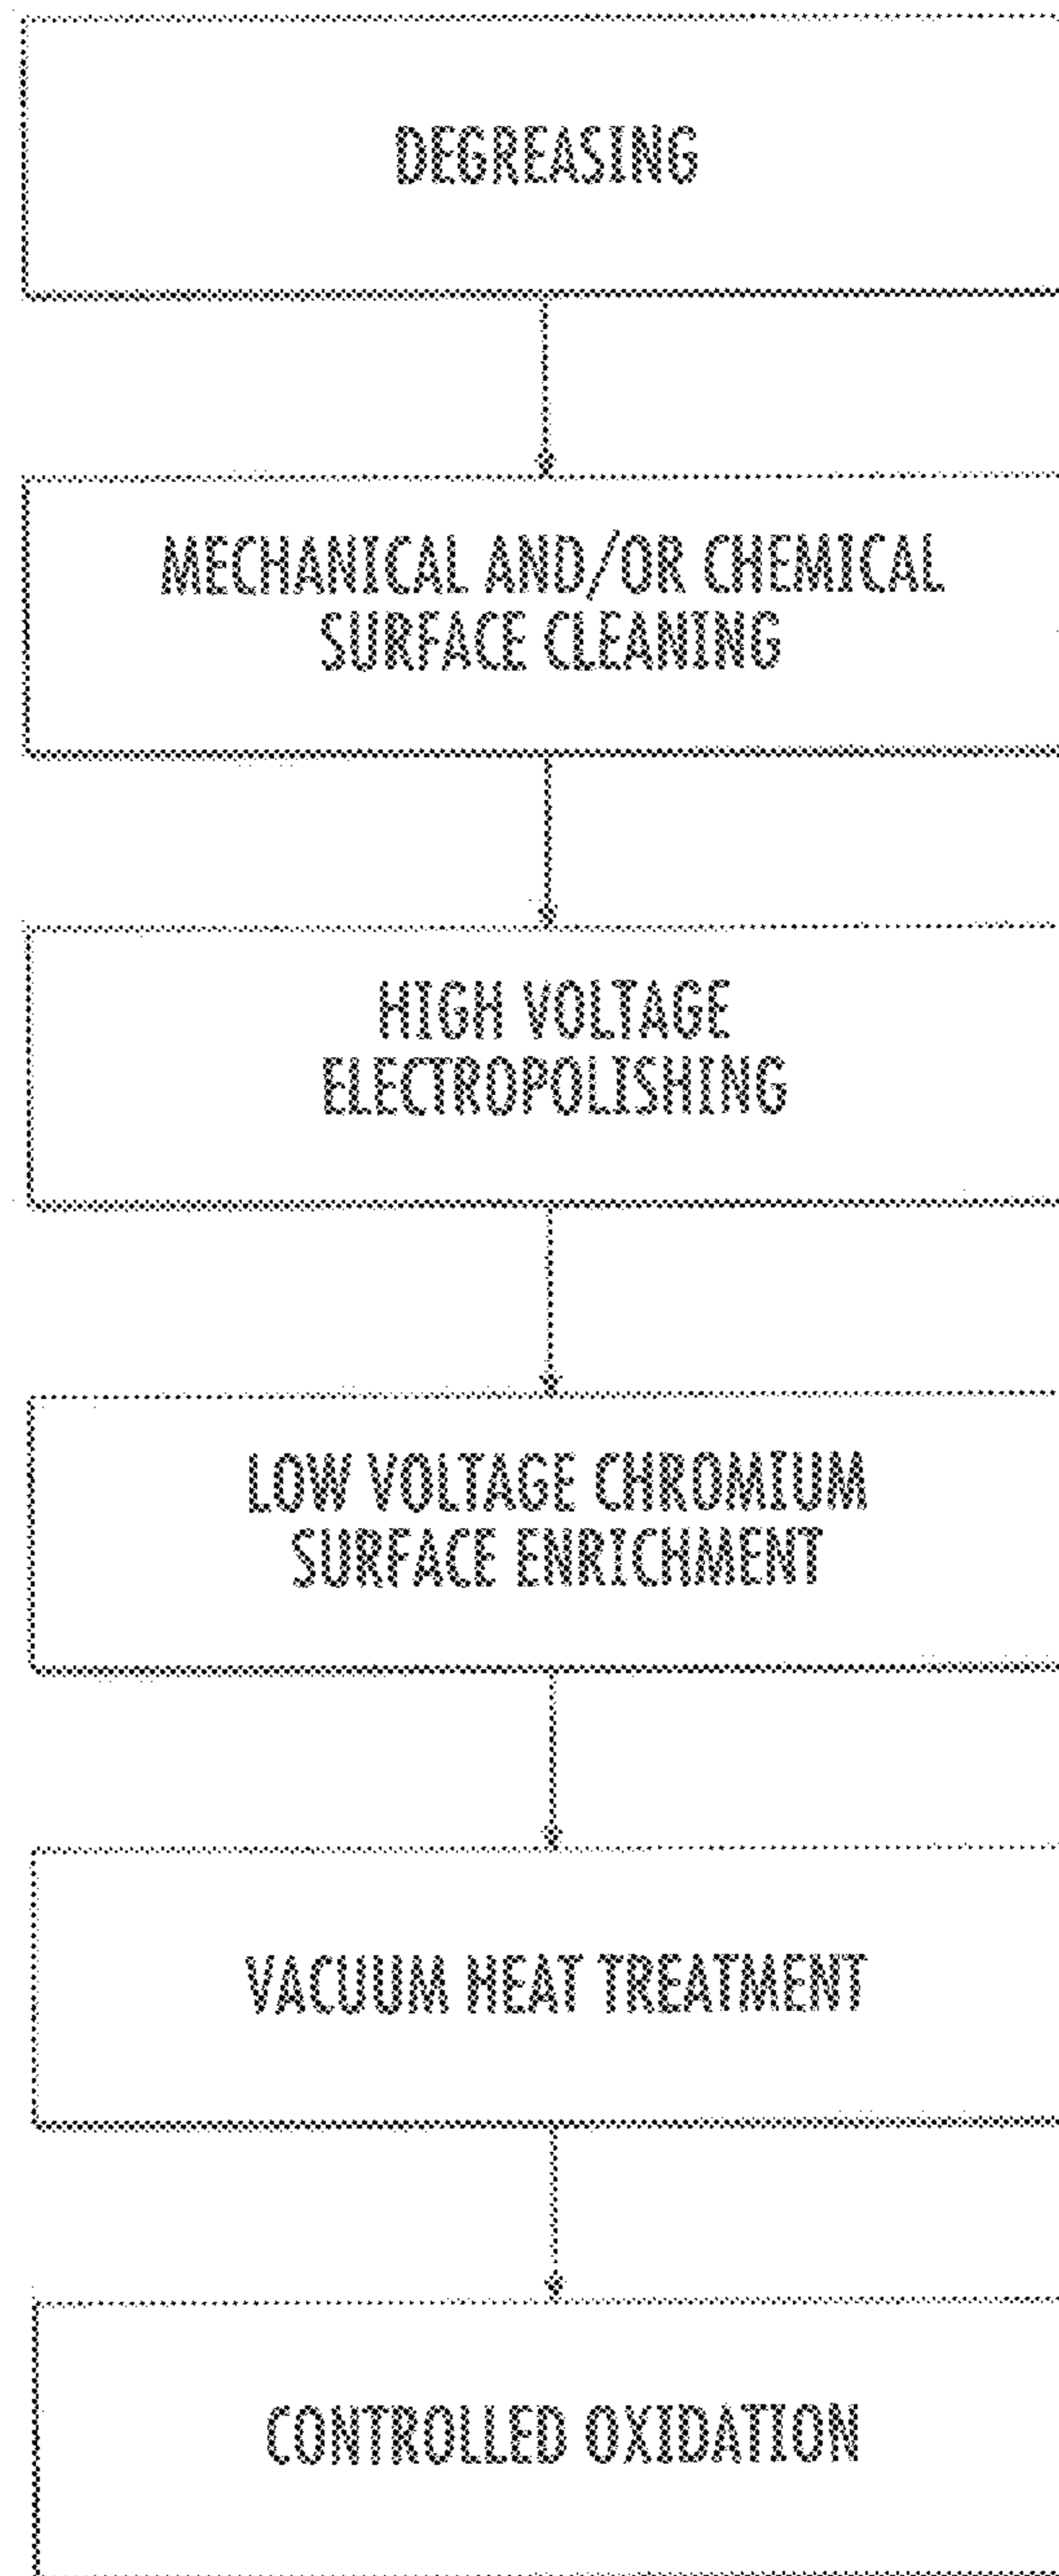 DEGREASING
MECHANICAL AND/OR CHEMICAL
SURFACE CLEANING
HIGH VOLTAGE
ELECTROPOLISHING
LOW VOLTAGE CHROMIUM
SURFACE ENRICHMENT
VACUUM HEAT TREATMENT
CONTROLLED OXIDATION